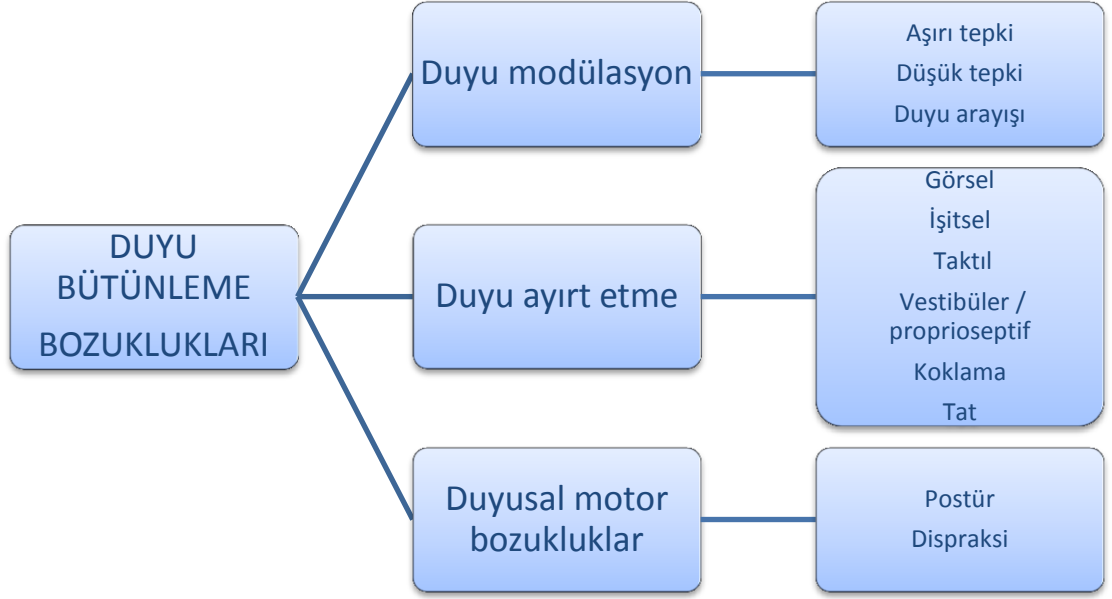 DUYU
BÜTÜNLEME
BOZUKLUKLARI
Duyu modülasyon
Aşırı tepki
Düşük tepki
Duyu arayışı
Duyu ayırt etme
Görsel
İşitsel
Taktıl
Vestibüler /
proprioseptif
Koklama
Tat
Duyusal motor
bozukluklar
Postür
Dispraksi